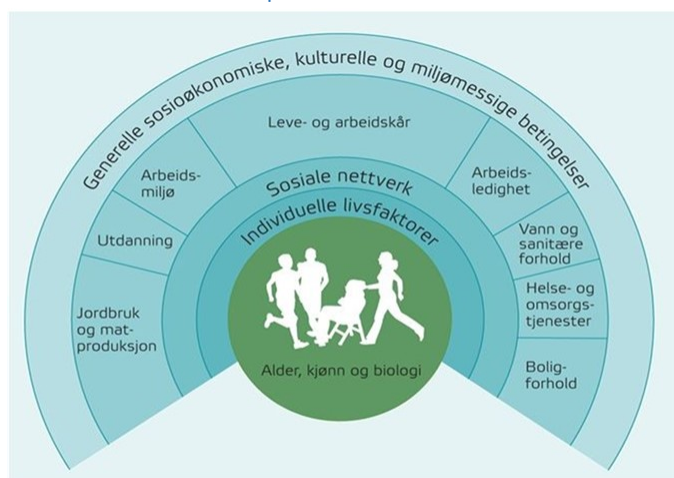 Generelle sosioøkonomiske, kulturelle og miljømessige betingelser
Leve- og arbeidskår
Arbeids-
miljø
Utdanning
Jordbruk
og mat-
produksjon
Arbeids-
ledighet
Vann og
sanitære
forhold
Helse- og
omsorgs-
tjenester
Bolig-
forhold
Sosiale nettverk
Individuelle livsfaktorer
Alder, kjønn og biologi